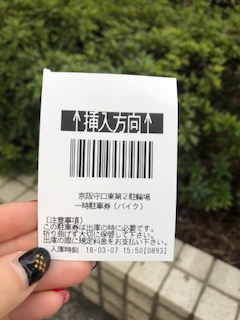 ↑挿入方向↑
京阪守口東第2駐輪場
一時駐車券(バイク)
(注意事項)
この駐車券は出庫の時に必要です。
折り曲げず大切に保管して下さい。
出庫の際に規定料金をお支払い下さい。
入庫時刻 18-03-07 15:50[0893]